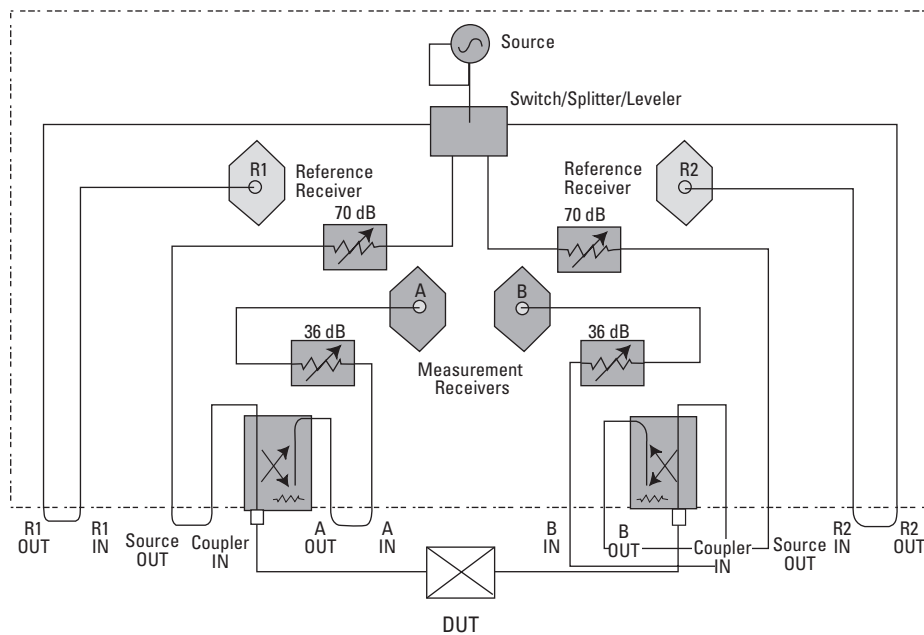 Source
Switch/Splitter/Leveler
R1
Reference
Receiver
Reference
Receiver
R2
70 dB
70 dB
A
B
36 dB
36 dB
Measurement
Receivers
R1
OUT
R1
IN
Source
OUT
Coupler
IN
A
OUT
A
IN
B
IN
B
OUT
Coupler
IN
Source
OUT
R2
IN
R2
OUT
DUT